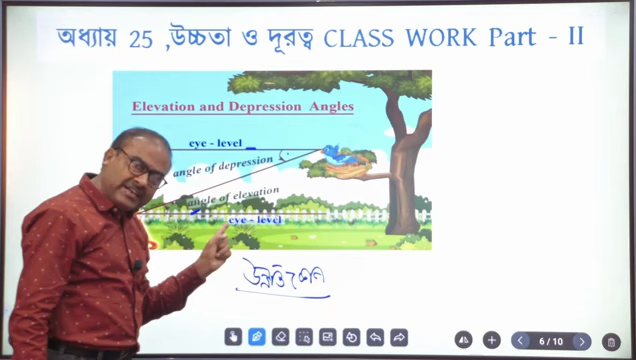 অধ্যায় 25 ,উচ্চতা ও দূরত্ব CLASS WORK Part - II
Elevation and Depression Angles
eye - level
angle of depression
angle of elevation
eye - level
উন্নতি কোণ
6 / 10